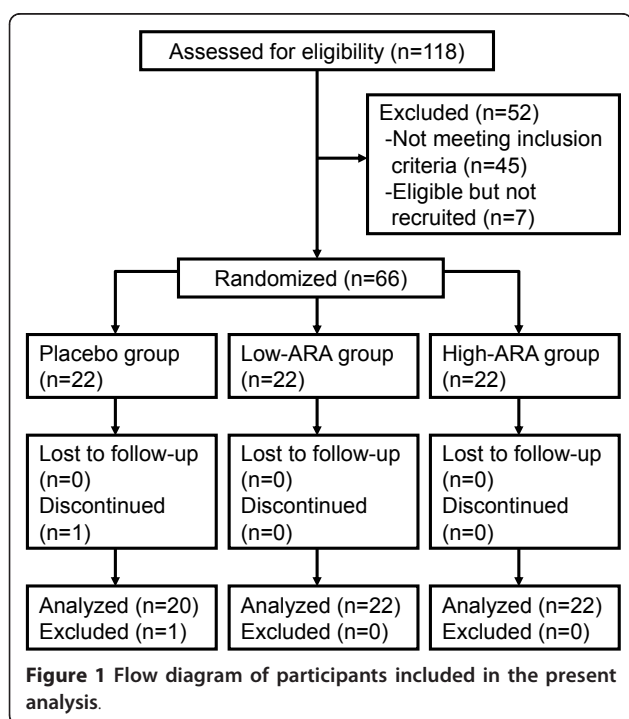 Assessed for eligibility (n=118)
Excluded (n=52)
-Not meeting inclusion
criteria (n=45)
-Eligible but not
recruited (n=7)
Randomized (n=66)
Placebo group
(n=22)
Low-ARA group
(n=22)
High-ARA group
(n=22)
Lost to follow-up
(n=0)
Discontinued
(n=1)
Lost to follow-up
(n=0)
Discontinued
(n=0)
Lost to follow-up
(n=0)
Discontinued
(n=0)
Analyzed (n=20)
Excluded (n=1)
Analyzed (n=22)
Excluded (n=0)
Analyzed (n=22)
Excluded (n=0)
Figure 1 Flow diagram of participants included in the present
analysis.